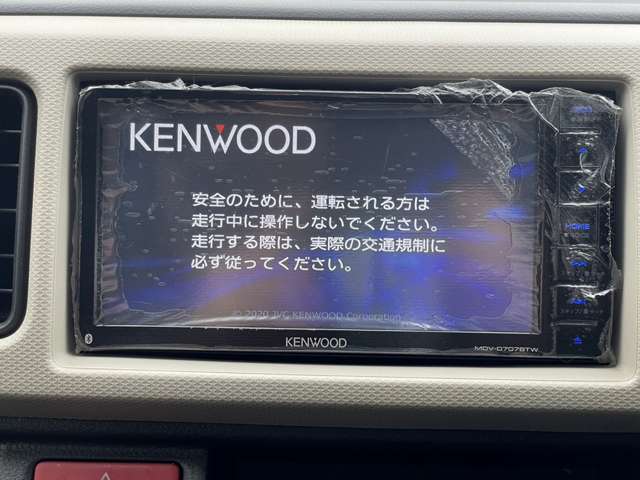 KENWOOD
安全のために、運転される方は
走行中に操作しないでください。
走行する際は、実際の交通規制に
必ず従ってください。
© 2020 JVC KENWOOD Corporation
HOME
KENWOOD
MDV-D707BTW